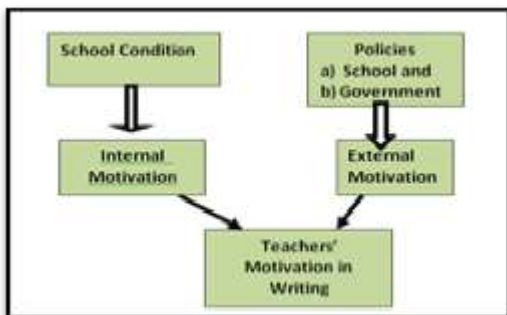 School Condition
Policies
a) School and
b) Government
Internal
Motivation
External
Motivation
Teachers'
Motivation in
Writing